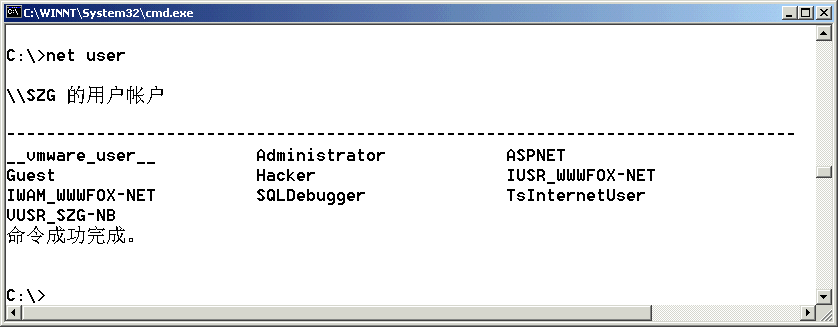 C:\WINNT\System32\cmd.exe
C:\>net user
\\SZG 的用户帐户
-------------------------------------------------------------------------------
__vmware_user__          Administrator            ASPNET
Guest                    Hacker                   IUSR_WWWFOX-NET
IWAM_WWWFOX-NET          SQLDebugger              TsInternetUser
VUSR_SZG-NB
命令成功完成。
C:\>